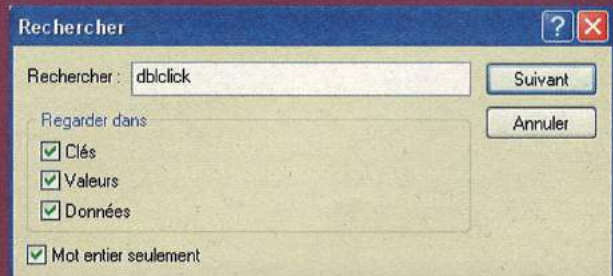 Rechercher
Rechercher : dblclick
Suivant
Regarder dans
Annuler
Clés
Valeurs
Données
Mot entier seulement